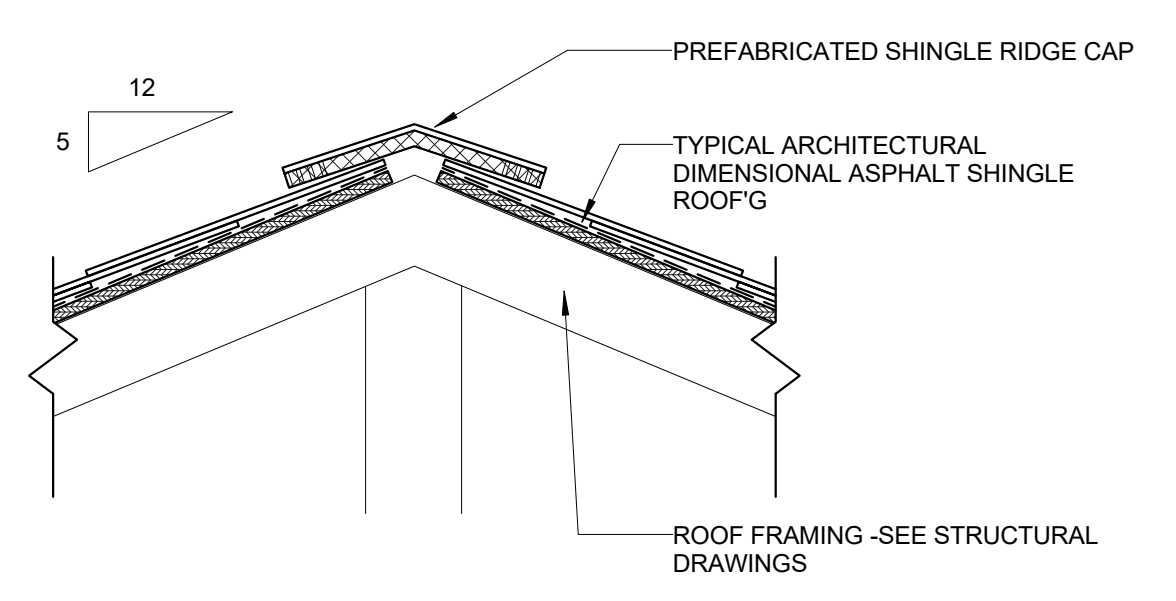 PREFABRICATED SHINGLE RIDGE CAP
12
5
TYPICAL ARCHITECTURAL
DIMENSIONAL ASPHALT SHINGLE
ROOF'G
ROOF FRAMING -SEE STRUCTURAL
DRAWINGS